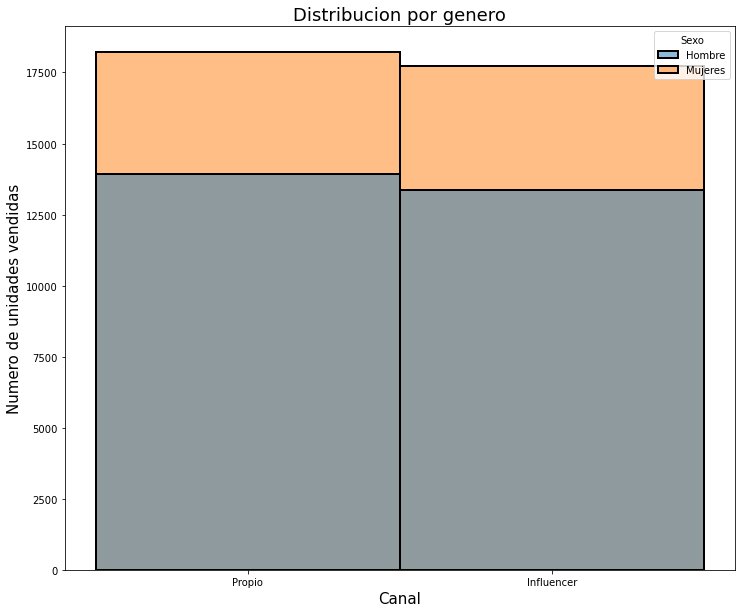 Distribucion por genero
Sexo
Hombre
Mujeres
Numero de unidades vendidas
17500
15000
12500
10000
7500
5000
2500
0
Propio
Influencer
Canal